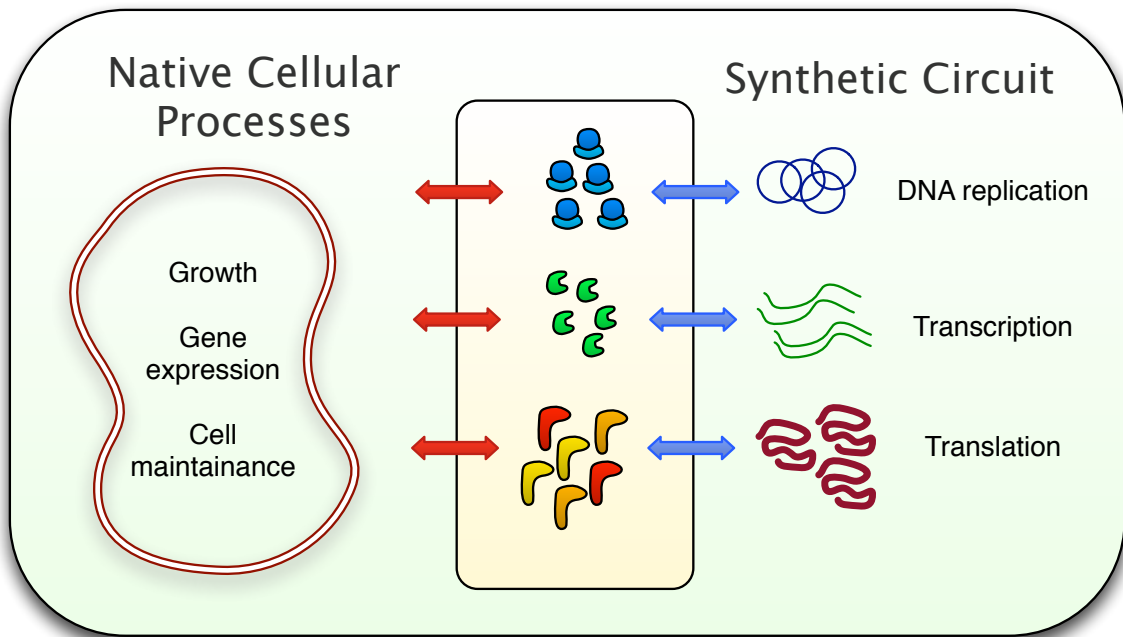 Native Cellular
Processes
Synthetic Circuit
Growth
Gene
expression
Cell
maintainance
DNA replication
Transcription
Translation